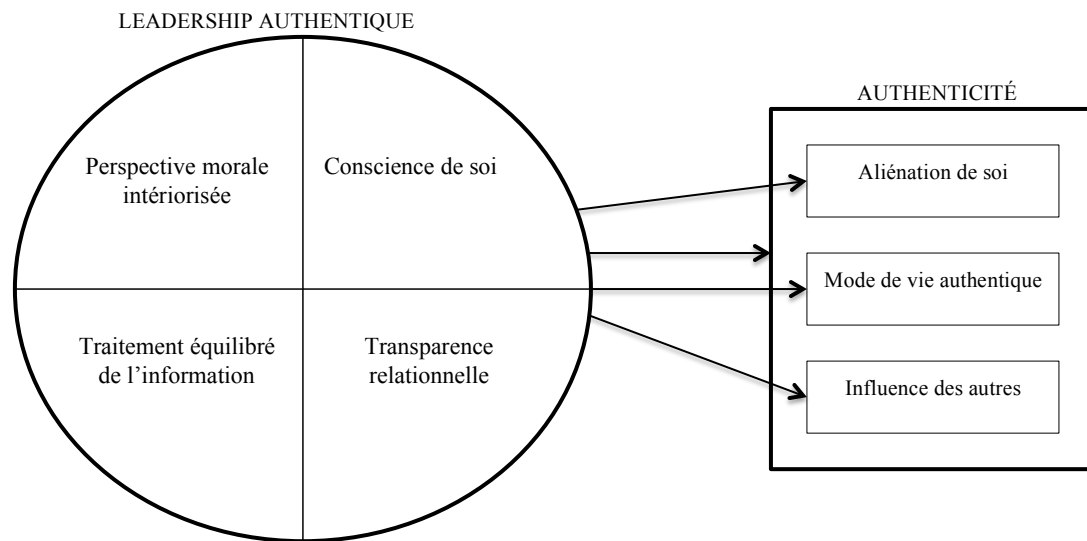 LEADERSHIP AUTHENTIQUE
Perspective morale
intériorisée
Conscience de soi
Traitement équilibré
de l’information
Transparence
relationnelle
AUTHENTICITÉ
Aliénation de soi
Mode de vie authentique
Influence des autres